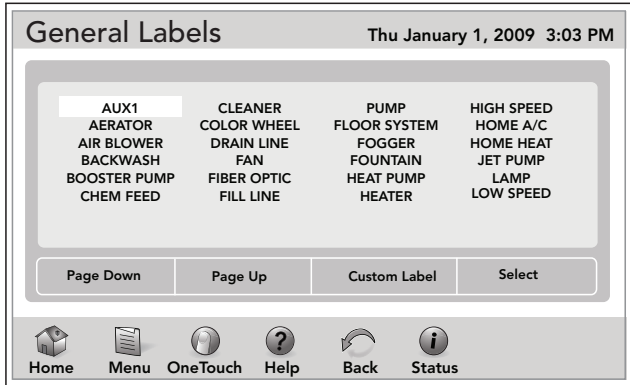 General Labels
Thu January 1, 2009 3:03 PM
AUX1 CLEANER PUMP HIGH SPEED
AERATOR COLOR WHEEL FLOOR SYSTEM HOME A/C
AIR BLOWER DRAIN LINE FOGGER HOME HEAT
BACKWASH FAN FOUNTAIN JET PUMP
BOOSTER PUMP FIBER OPTIC HEAT PUMP LAMP
CHEM FEED FILL LINE HEATER LOW SPEED
Page Down Page Up Custom Label Select
Home Menu OneTouch Help Back Status